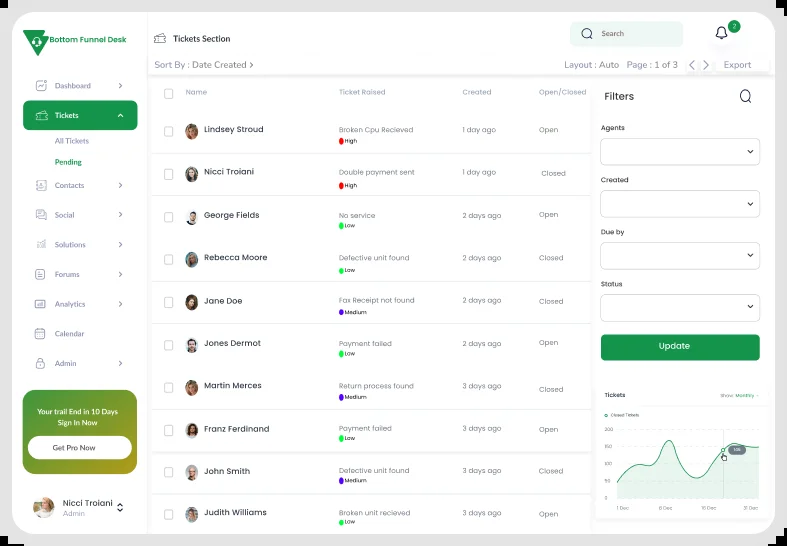 Bottom Funnel Desk
Dashboard
Tickets
All Tickets
Pending
Contacts
Social
Solutions
Forums
Analytics
Calendar
Admin
Your trail End in 10 Days
Sign In Now
Get Pro Now
Nicci Troiani
Admin
Tickets Section
Search
2
Sort By : Date Created
Layout : Auto Page : 1 of 3 Export
Name Ticket Raised Created Open/Closed
Lindsey Stroud Broken Cpu Recieved 1 day ago Open
High
Nicci Troiani Double payment sent 1 day ago Closed
High
George Fields No service 2 days ago Open
Low
Rebecca Moore Defective unit found 2 days ago Closed
Low
Jane Doe Fax Receipt not found 2 days ago Closed
Medium
Jones Dermot Payment failed 2 days ago Open
Low
Martin Merces Return process found 3 days ago Closed
Medium
Franz Ferdinand Payment failed 3 days ago Open
Low
John Smith Defective unit found 3 days ago Closed
Medium
Judith Williams Broken unit recieved 3 days ago Open
Low
Filters
Agents
Created
Due by
Status
Update
Tickets Show: Monthly
Closed Tickets
200
150
100
50
0
1 Dec 8 Dec 16 Dec 31 Dec